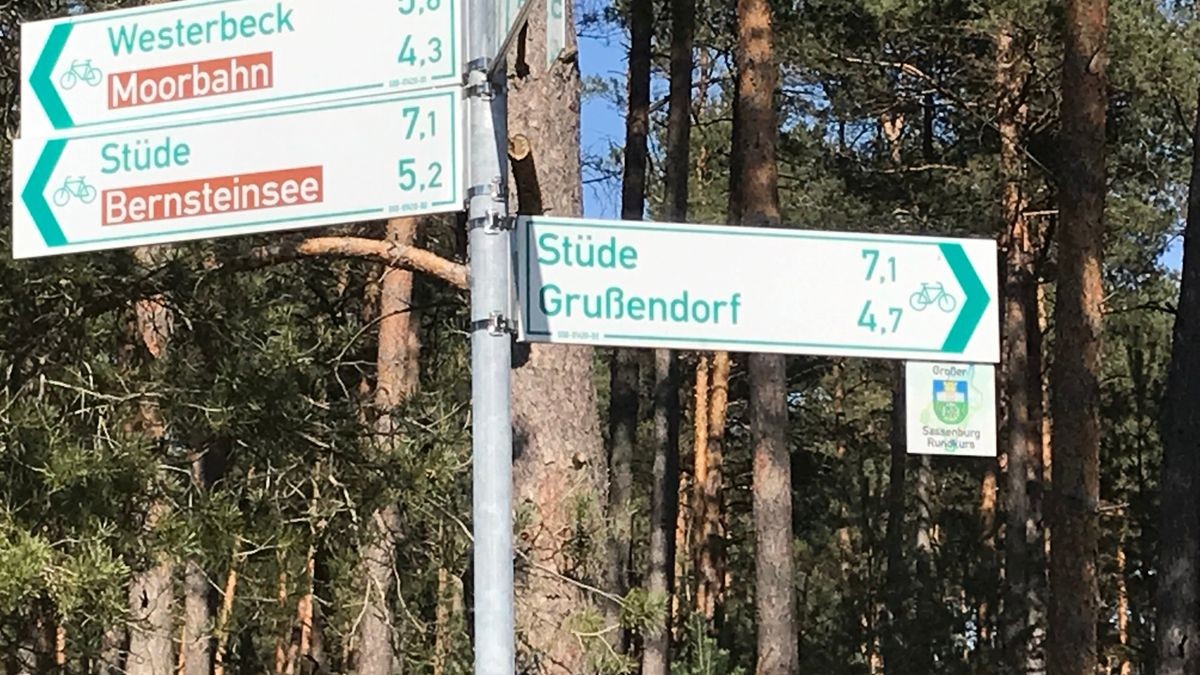 Westerbeck 5,8
Moorbahn 4,3
Stüde 7,1
Bernsteinsee 5,2
Stüde 7,1
Grußendorf 4,7
Großer
Sassenburg
Rundkurs